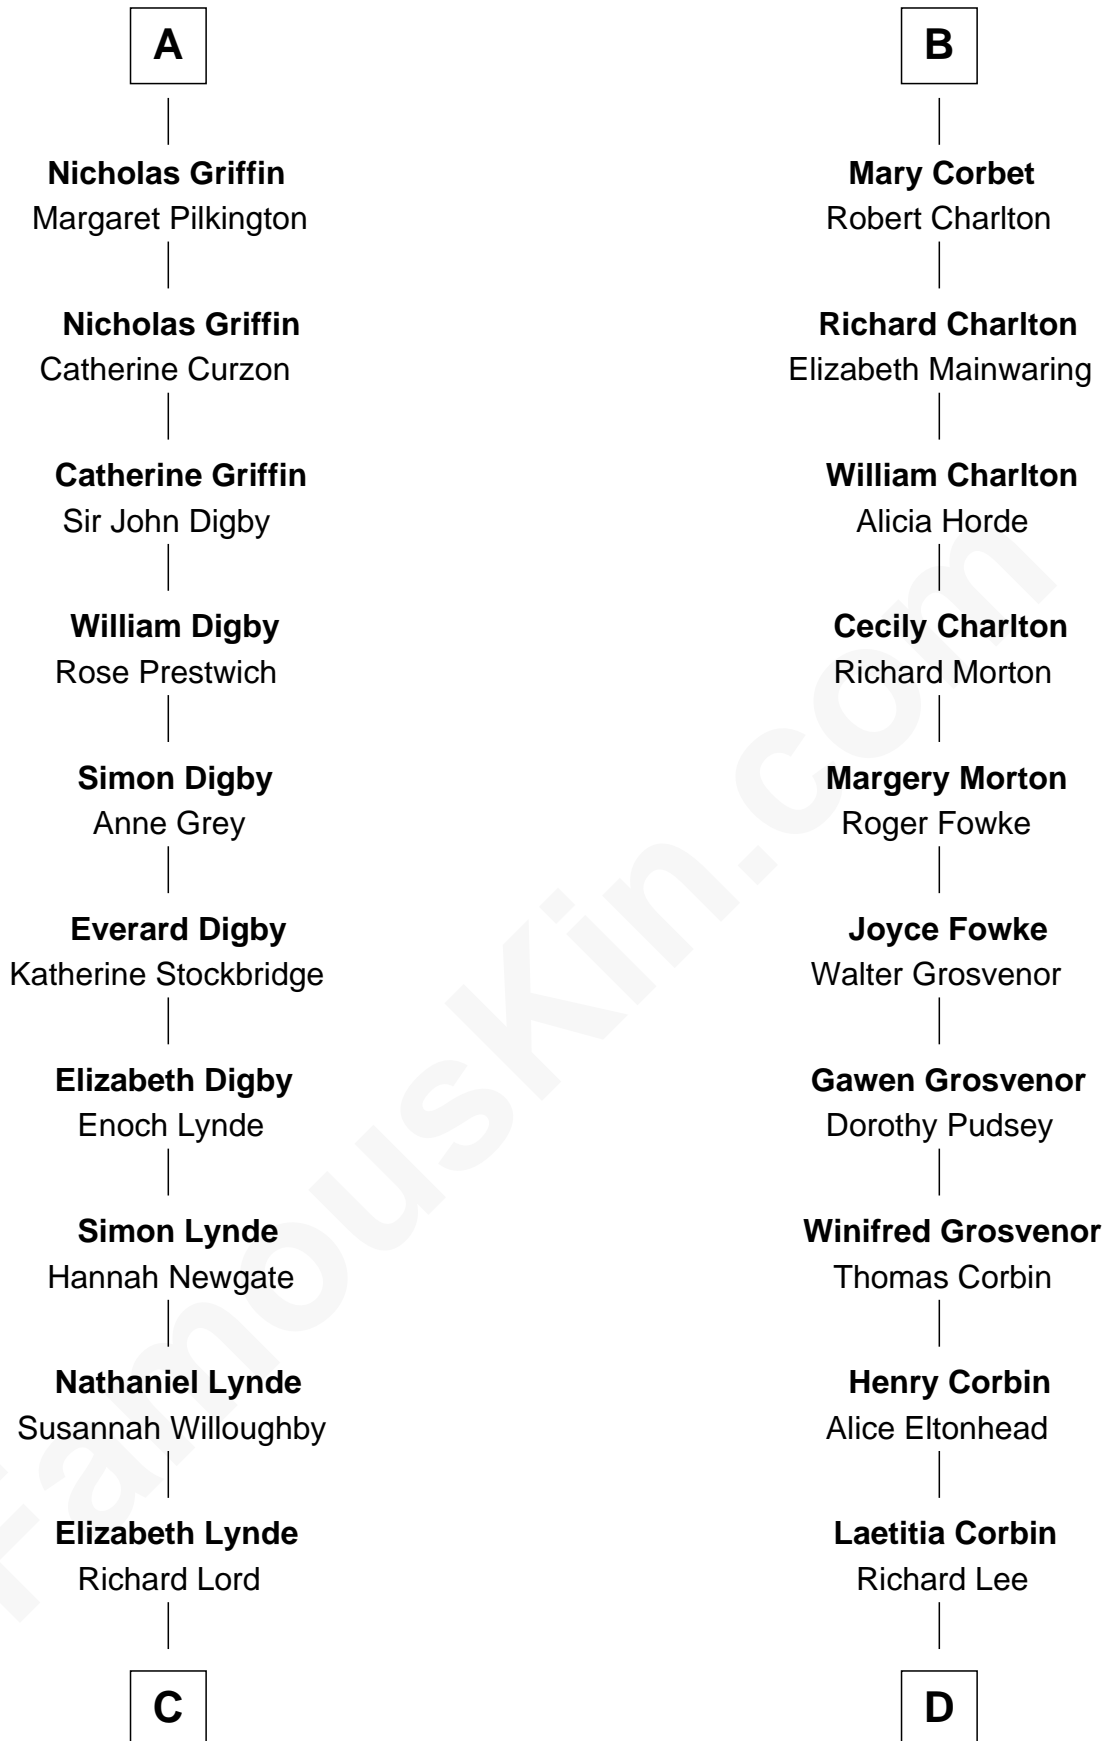 A
Nicholas Griffin
Margaret Pilkington
Nicholas Griffin
Catherine Curzon
Catherine Griffin
Sir John Digby
William Digby
Rose Prestwich
Simon Digby
Anne Grey
Everard Digby
Katherine Stockbridge
Elizabeth Digby
Enoch Lynde
Simon Lynde
Hannah Newgate
Nathaniel Lynde
Susannah Willoughby
Elizabeth Lynde
Richard Lord
C
B
Mary Corbet
Robert Charlton
Richard Charlton
Elizabeth Mainwaring
William Charlton
Alicia Horde
Cecily Charlton
Richard Morton
Margery Morton
Roger Fowke
Joyce Fowke
Walter Grosvenor
Gawen Grosvenor
Dorothy Pudsey
Winifred Grosvenor
Thomas Corbin
Henry Corbin
Alice Eltonhead
Laetitia Corbin
Richard Lee
D
FamousKin.com